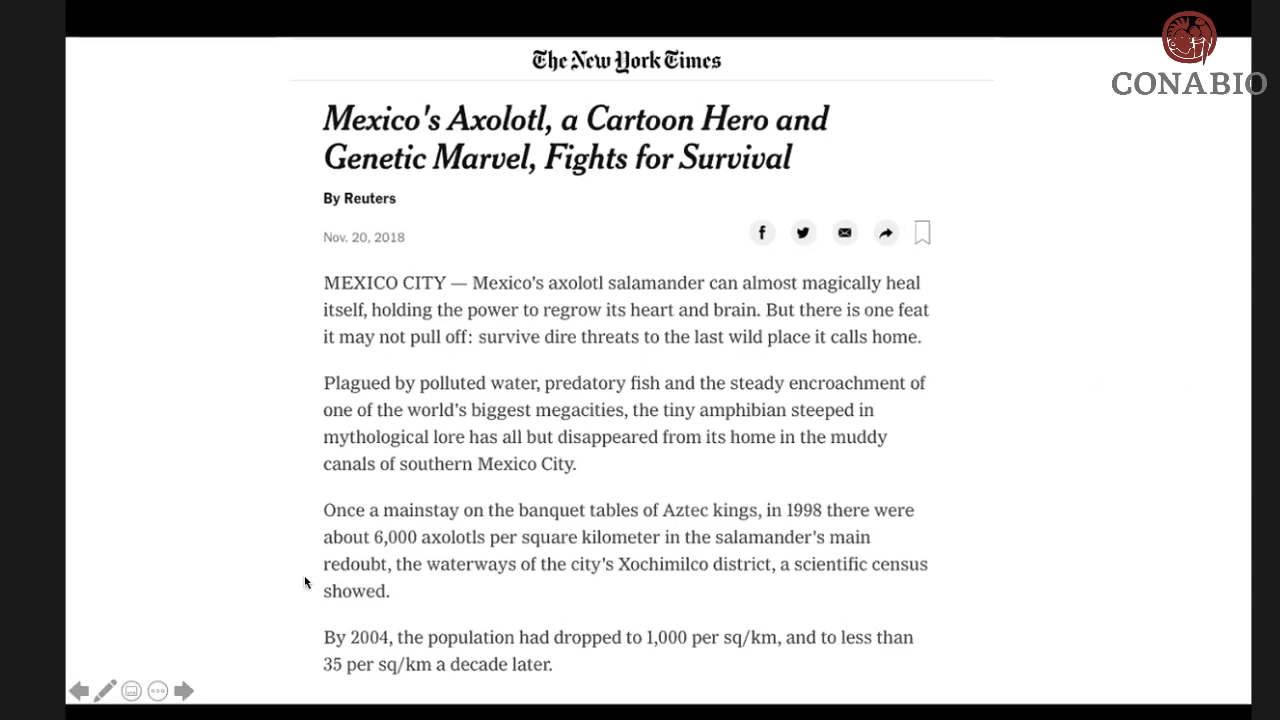 CONABIO
The New York Times
Mexico's Axolotl, a Cartoon Hero and
Genetic Marvel, Fights for Survival
By Reuters
Nov. 20, 2018
MEXICO CITY — Mexico's axolotl salamander can almost magically heal
itself, holding the power to regrow its heart and brain. But there is one feat
it may not pull off: survive dire threats to the last wild place it calls home.
Plagued by polluted water, predatory fish and the steady encroachment of
one of the world's biggest megacities, the tiny amphibian steeped in
mythological lore has all but disappeared from its home in the muddy
canals of southern Mexico City.
Once a mainstay on the banquet tables of Aztec kings, in 1998 there were
about 6,000 axolotls per square kilometer in the salamander's main
redoubt, the waterways of the city's Xochimilco district, a scientific census
showed.
By 2004, the population had dropped to 1,000 per sq/km, and to less than
35 per sq/km a decade later.